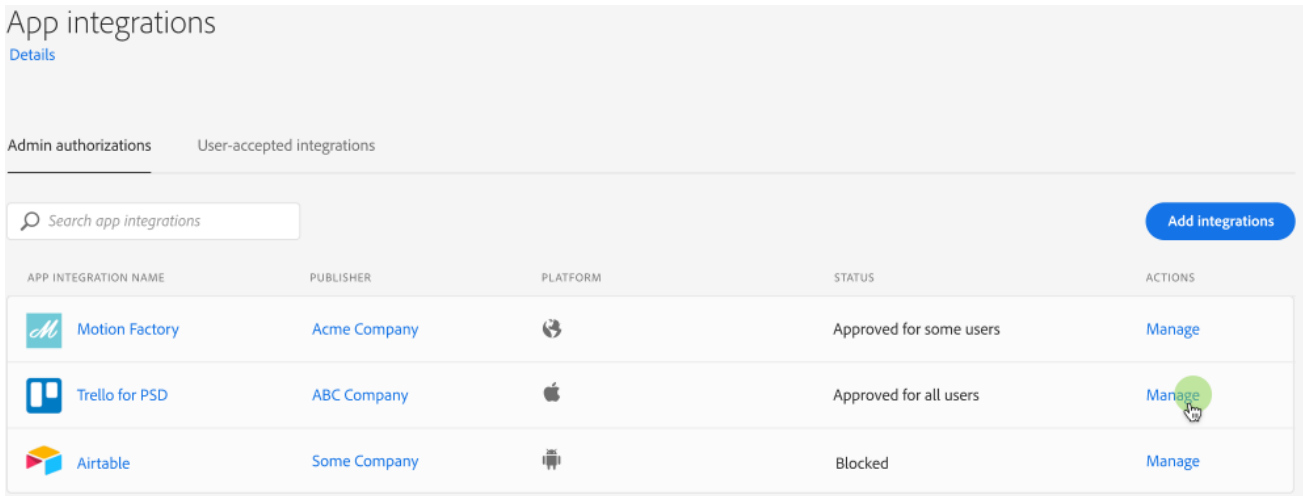 App integrations
Details
Admin authorizations User-accepted integrations
Search app integrations Add integrations
APP INTEGRATION NAME PUBLISHER PLATFORM STATUS ACTIONS
Motion Factory Acme Company Approved for some users Manage
Trello for PSD ABC Company Approved for all users Manage
Airtable Some Company Blocked Manage